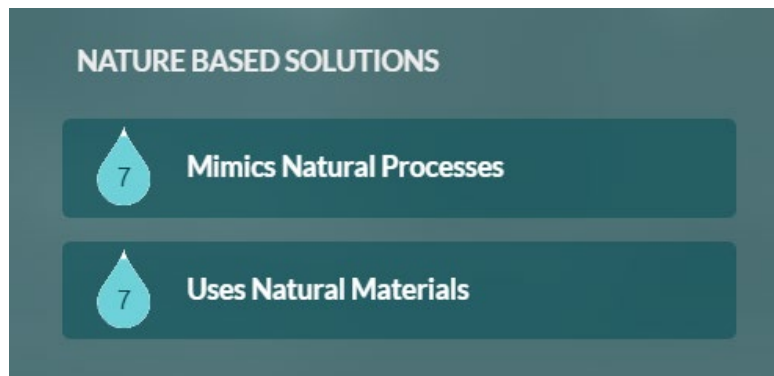 NATURE BASED SOLUTIONS
7 Mimics Natural Processes
7 Uses Natural Materials